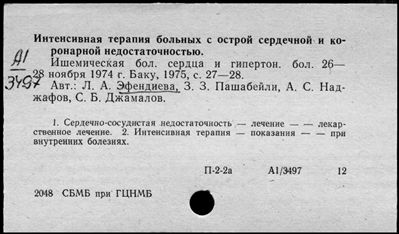 Интенсивная терапия больных с острой сердечной и ко-
ронарной недостаточностью.
А1
3497
Ишемическая бол. сердца и гипертон. бол. 26—
28 ноября 1974 г. Баку, 1975, с. 27—28.
Авт.: Л. А. Эфендиева, З. З. Пашабейли, А. С. Над-
жафов, С. Б. Джамалов.
1. Сердечно-сосудистая недостаточность — лечение — — лекар-
ственное лечение. 2. Интенсивная терапия — показания — — при
внутренних болезнях.
П-2-2а А1/3497 12
2048 СБМБ при ГЦНМБ